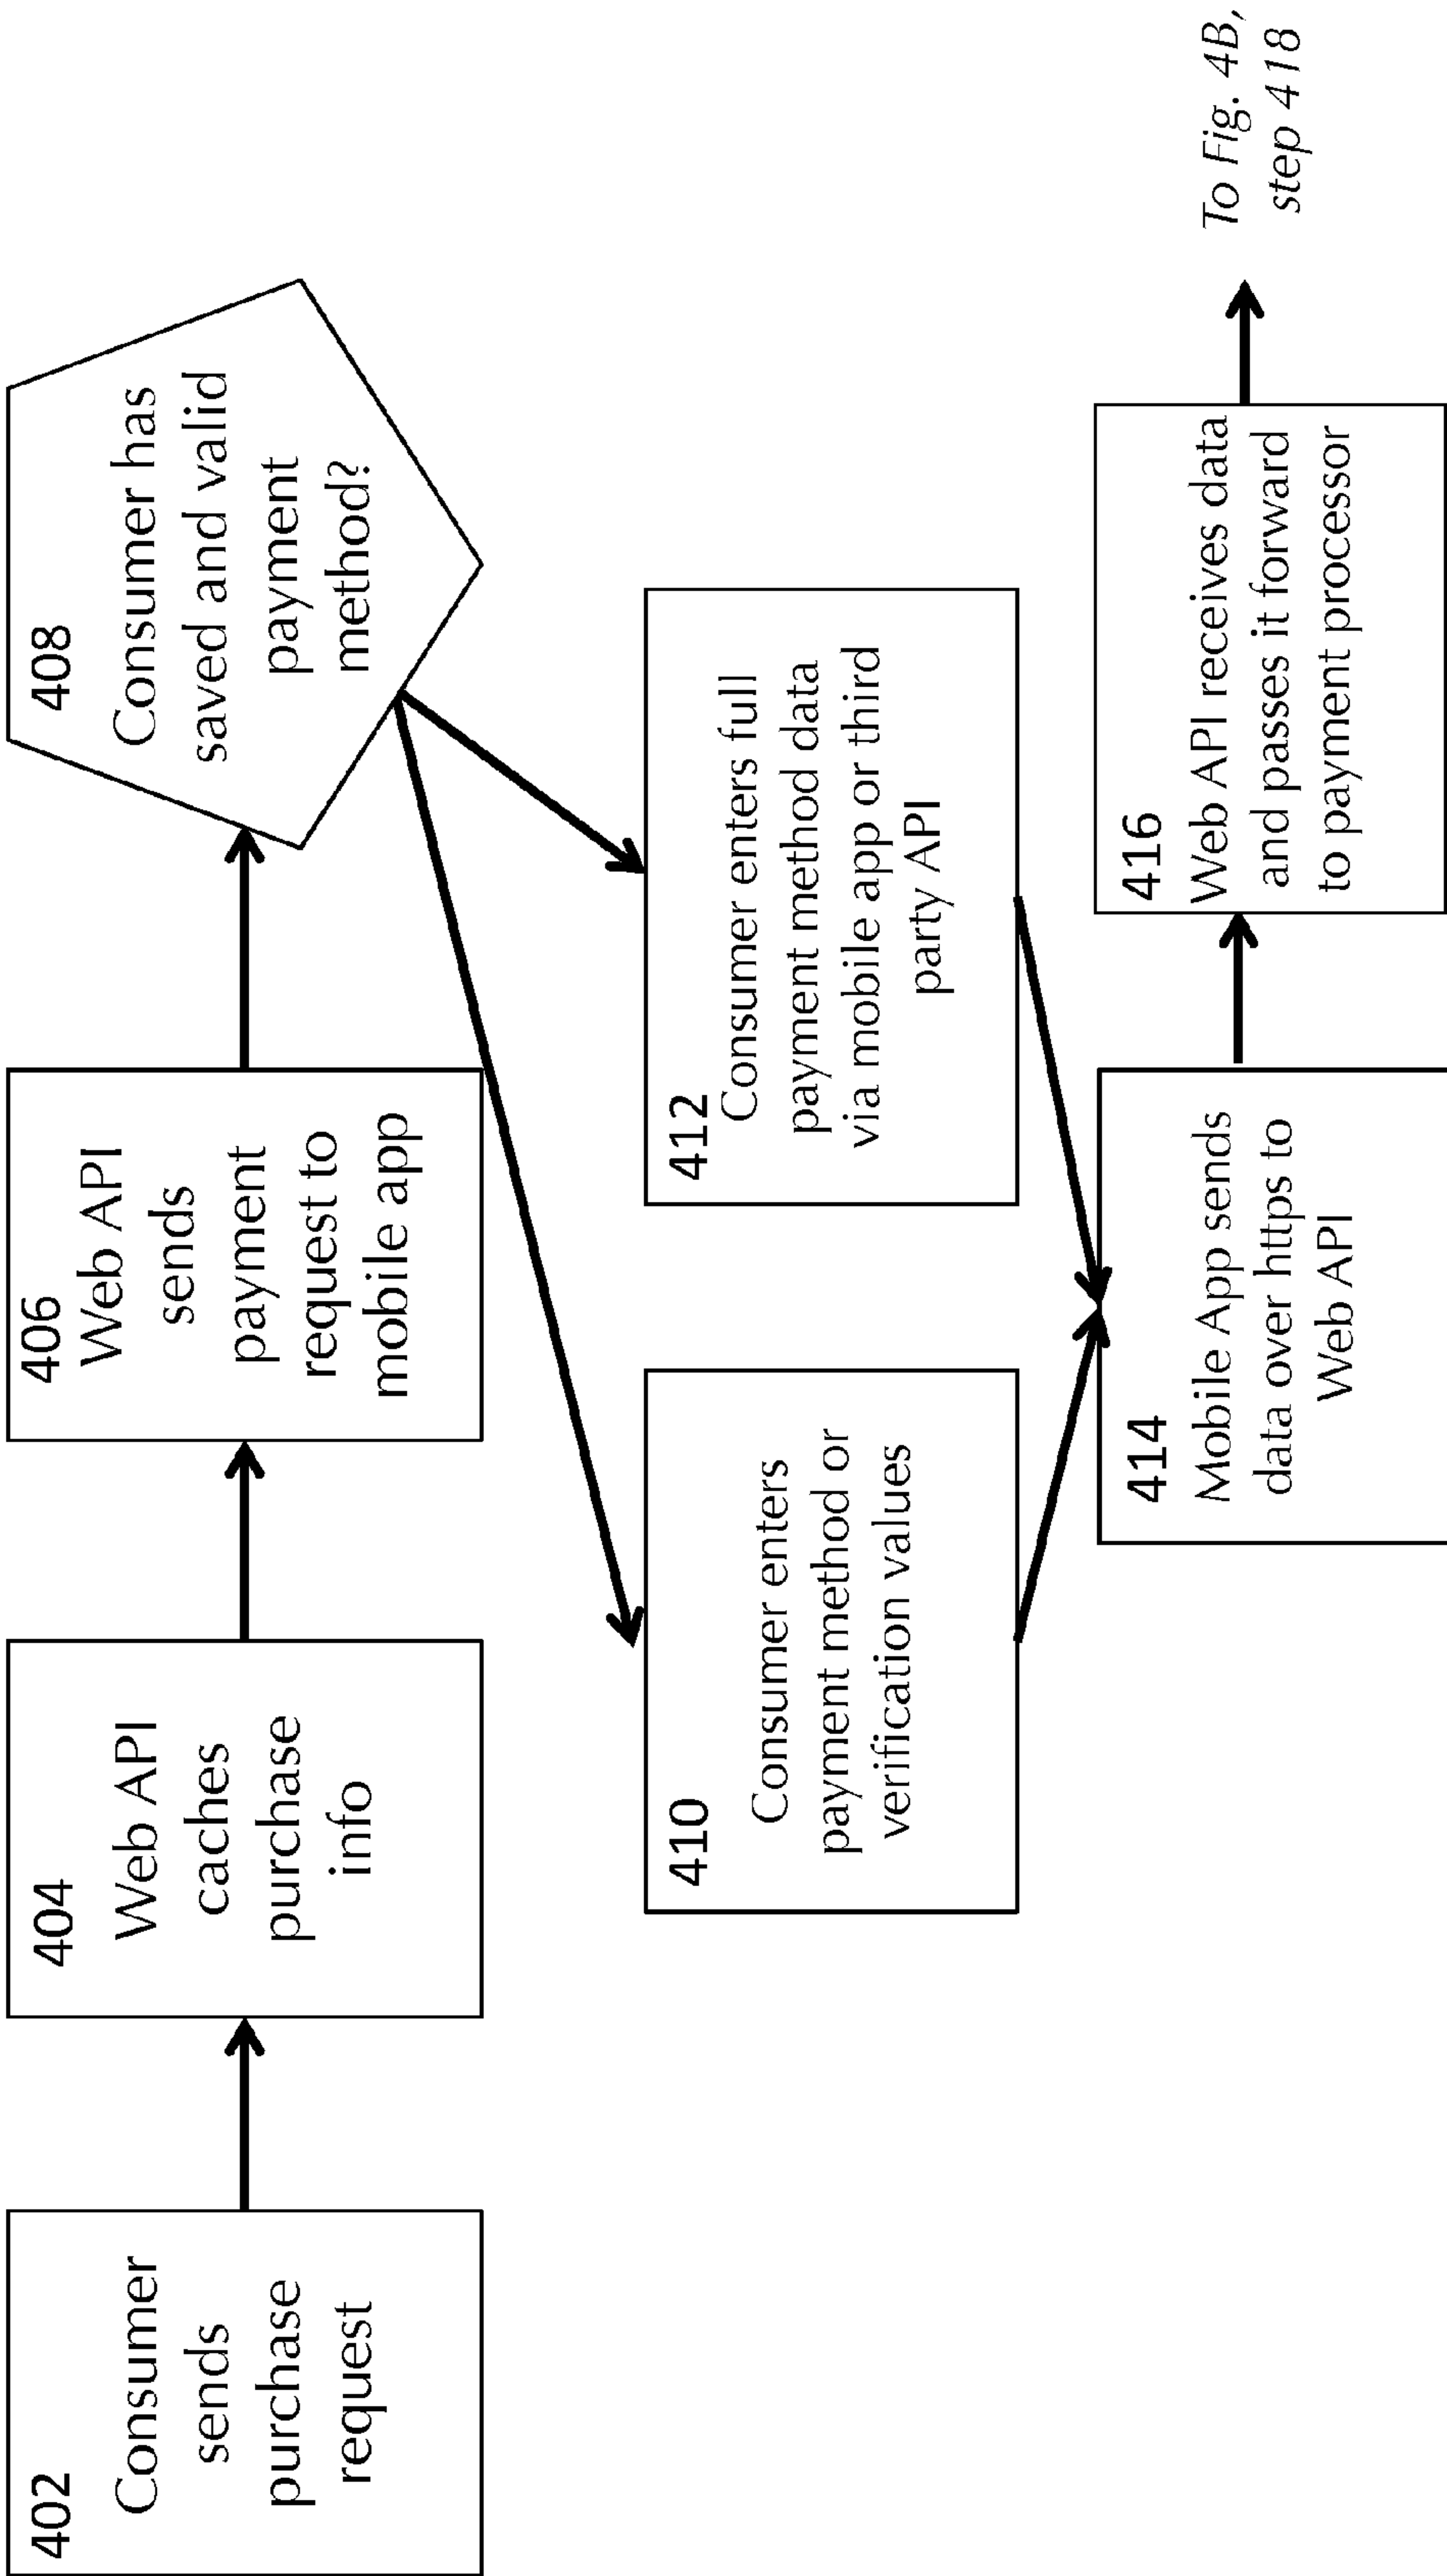 402
Consumer
sends
purchase
request
404
Web API
caches
purchase
info
406
Web API
sends
payment
request to
mobile app
408
Consumer has
saved and valid
payment
method?
410
Consumer enters
payment method or
verification values
412
Consumer enters full
payment method data
via mobile app or third
party API
414
Mobile App sends
data over https to
Web API
416
Web API receives data
and passes it forward
to payment processor
To Fig. 4B,
step 418